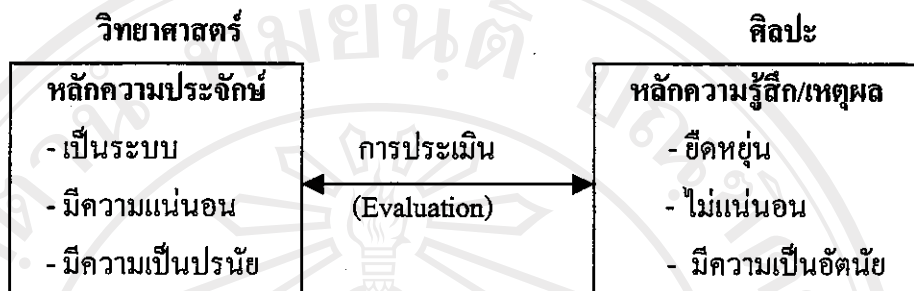 วิทยาศาสตร์ ศิลปะ
หลักความประจักษ์ หลักความรู้สึก/เหตุผล
- เป็นระบบ การประเมิน - ยืดหยุ่น
- มีความแน่นอน (Evaluation) - ไม่แน่นอน
- มีความเป็นปรนัย - มีความเป็นอัตนัย